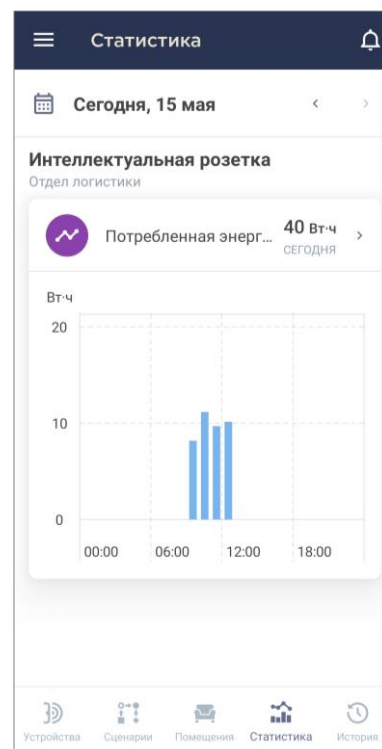 Статистика
Сегодня, 15 мая
Интеллектуальная розетка
Отдел логистики
Потребленная энерг... 40 Вт·ч
СЕГОДНЯ
Вт·ч
20
10
0
00:00 06:00 12:00 18:00
Устройства Сценарии Помещения Статистика История